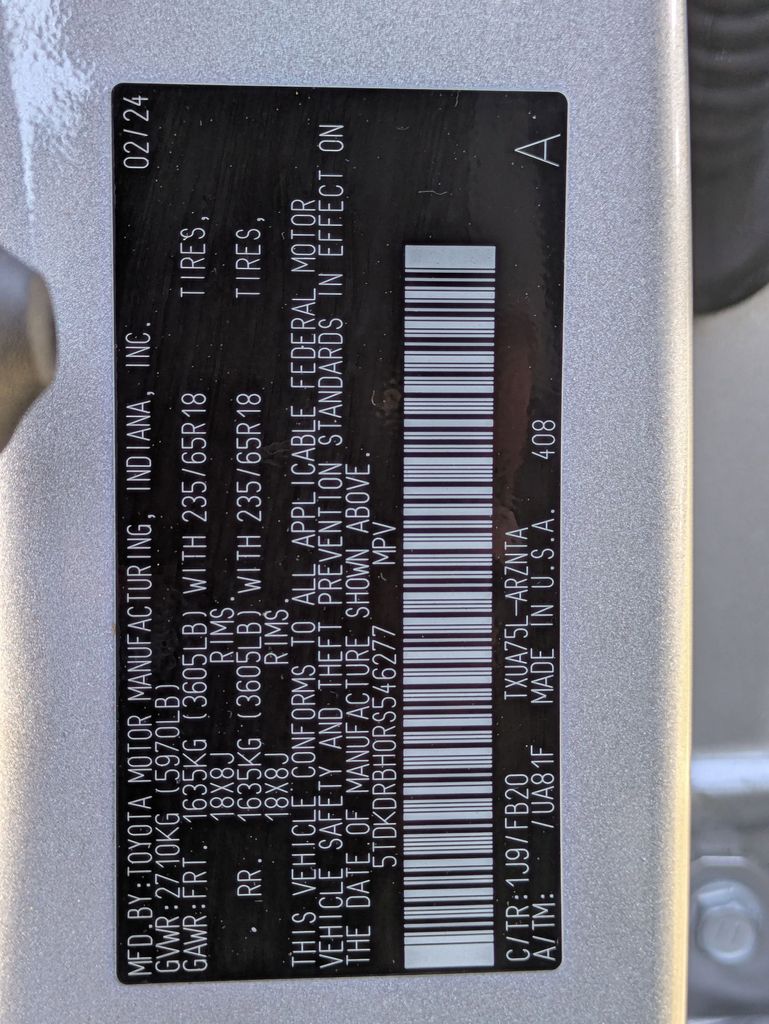 MFD.BY:TOYOTA MOTOR MANUFACTURING, INDIANA, INC. 02/24
GVWR:2710KG (5970LB)
GAWR:FRT. 1635KG (3605LB) WITH 235/65R18 TIRES,
18X8J RIMS.
RR. 1635KG (3605LB) WITH 235/65R18 TIRES,
18X8J RIMS.
THIS VEHICLE CONFORMS TO ALL APPLICABLE FEDERAL MOTOR
VEHICLE SAFETY AND THEFT PREVENTION STANDARDS IN EFFECT ON
THE DATE OF MANUFACTURE SHOWN ABOVE.
5TDKDRBH0RS546277 MPV
C/TR:1J9/FB20 TXUA75L-ARZNTA
A/TM: /UA81F MADE IN U.S.A. 408 A